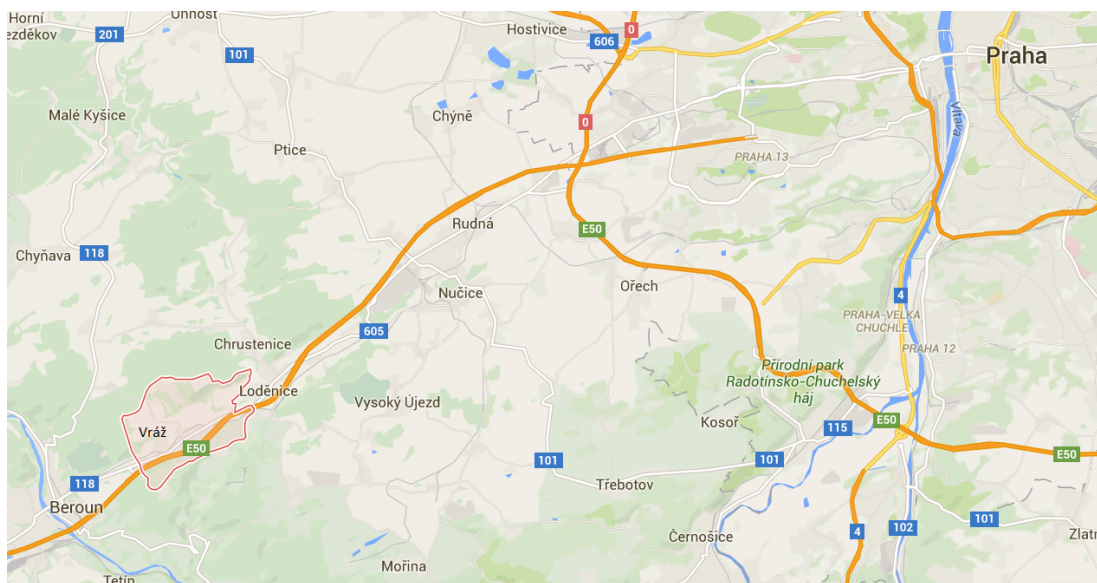 Horní
ezděkov
201
Unhošť
Hostivice
0
606
Praha
101
Malé Kyšice
Chýně
0
Vltava
Ptice
PRAHA 13
Rudná
E50
118
Chyňava
Nučice
Ořech
4
605
PRAHA-VELKÁ
CHUCHLE
Chrustenice
PRAHA 12
Přírodní park
Radotínsko-Chuchelský
háj
Loděnice
Vysoký Újezd
Kosoř
E50
Vráž
115
E50
E50
101
101
118
Třebotov
Beroun
101
102
4
Černošice
Zlatn
Mořina
Tetín